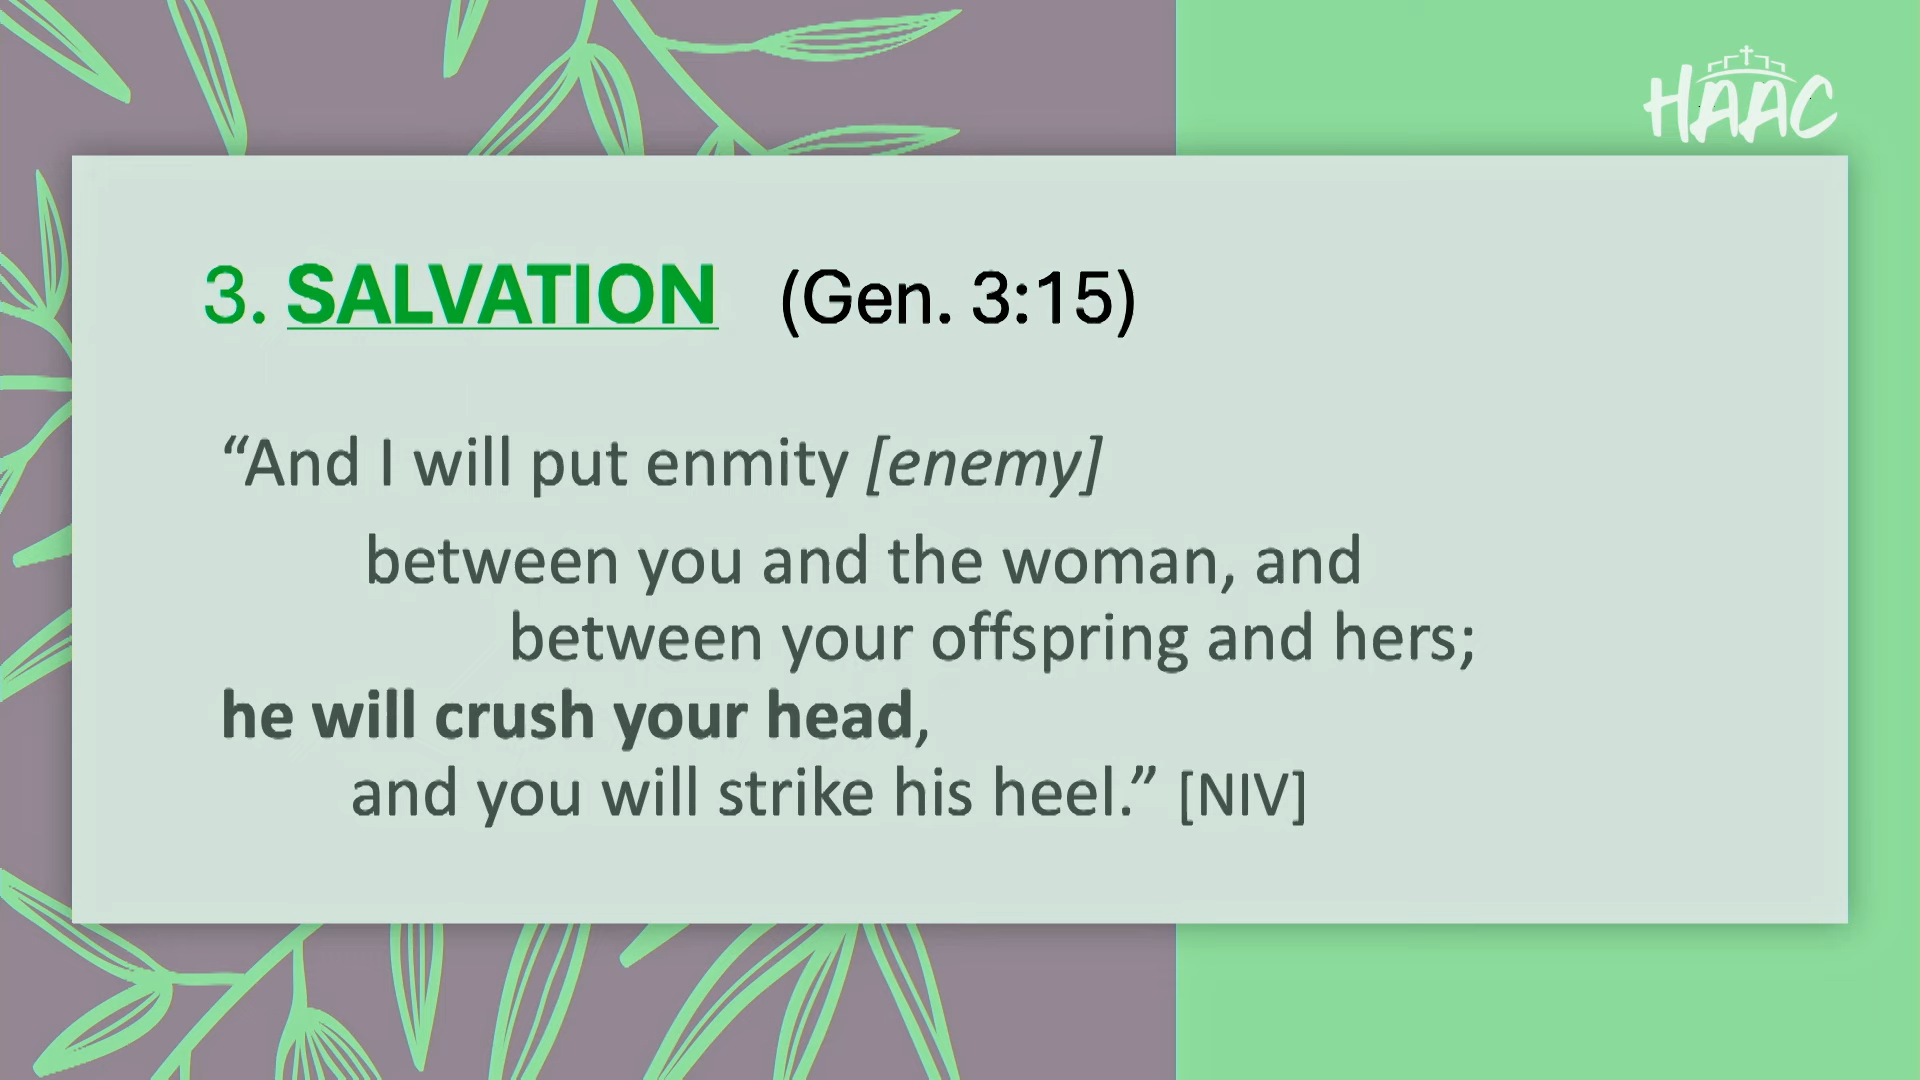 HAAC
3. SALVATION (Gen. 3:15)
“And I will put enmity [enemy]
between you and the woman, and
between your offspring and hers;
he will crush your head,
and you will strike his heel.” [NIV]